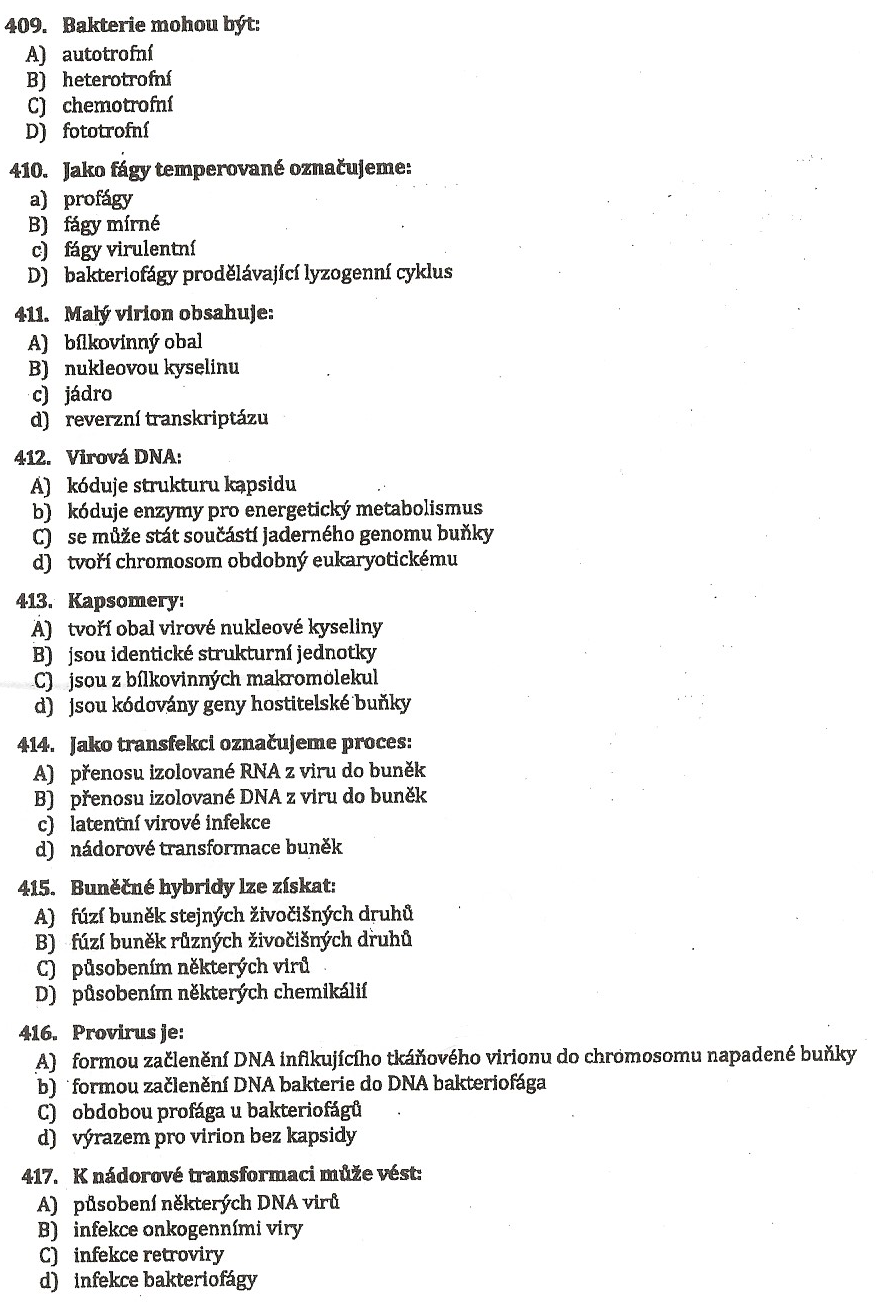 409. Bakterie mohou být:
A) autotrofní
B) heterotrofní
C) chemotrofní
D) fototrofní
410. Jako fágy temperované označujeme:
a) profágy
B) fágy mírné
c) fágy virulentní
D) bakteriofágy prodělávající lyzogenní cyklus
411. Malý virion obsahuje:
A) bílkovinný obal
B) nukleovou kyselinu
c) jádro
d) reverzní transkriptázu
412. Virová DNA:
A) kóduje strukturu kapsidu
b) kóduje enzymy pro energetický metabolismus
C) se může stát součástí jaderného genomu buňky
d) tvoří chromosom obdobný eukaryotickému
413. Kapsomery:
A) tvoří obal virové nukleové kyseliny
B) jsou identické strukturní jednotky
C) jsou z bílkovinných makromolekul
d) jsou kódovány geny hostitelské buňky
414. Jako transfekci označujeme proces:
A) přenosu izolované RNA z viru do buněk
B) přenosu izolované DNA z viru do buněk
c) latentní virové infekce
d) nádorové transformace buněk
415. Buněčné hybridy lze získat:
A) fúzí buněk stejných živočišných druhů
B) fúzí buněk různých živočišných druhů
C) působením některých virů
D) působením některých chemikálií
416. Provirus je:
A) formou začlenění DNA infikujícího tkáňového virionu do chromosomu napadené buňky
b) formou začlenění DNA bakterie do DNA bakteriofága
C) obdobou profága u bakteriofágů
d) výrazem pro virion bez kapsidy
417. K nádorové transformaci může vést:
A) působení některých DNA virů
B) infekce onkogenními viry
C) infekce retroviry
d) infekce bakteriofágy